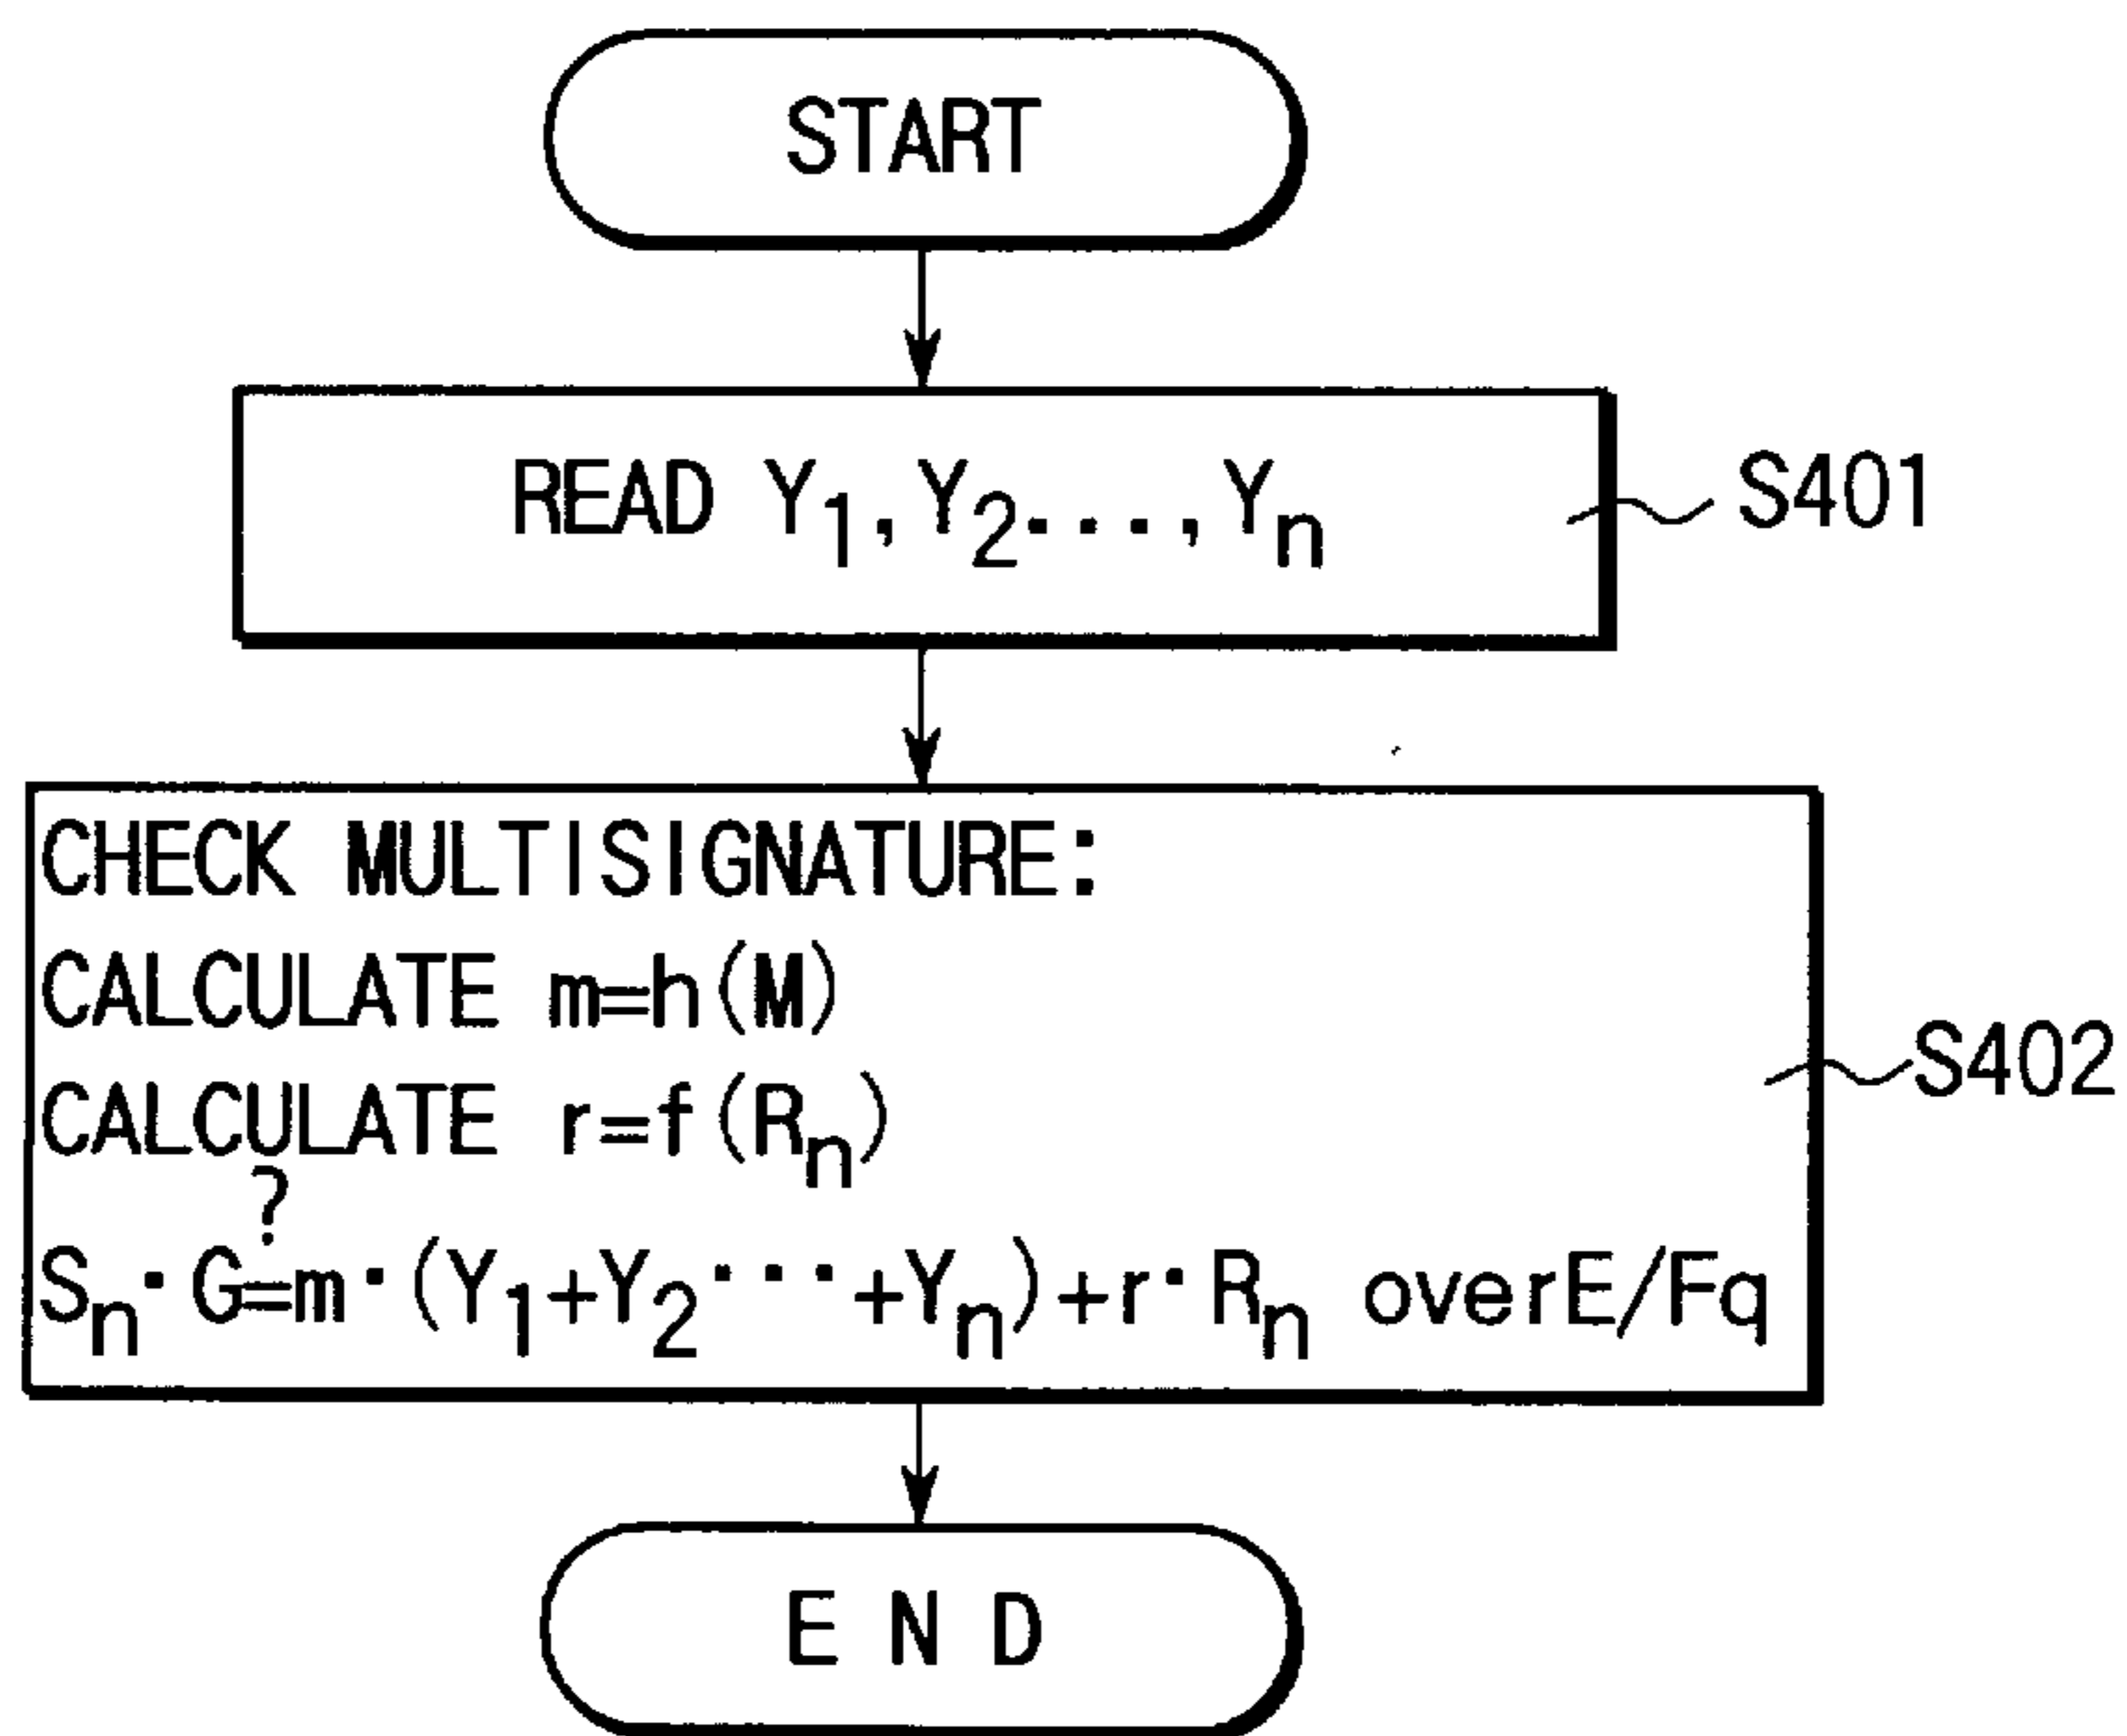 START
READ Y₁,Y₂...,Yₙ
S401
CHECK MULTISIGNATURE:
CALCULATE m=h(M)
CALCULATE r=f(Rₙ)
?
Sₙ·G=m·(Y₁+Y₂···+Yₙ)+r·Rₙ overE/Fq
S402
E N D